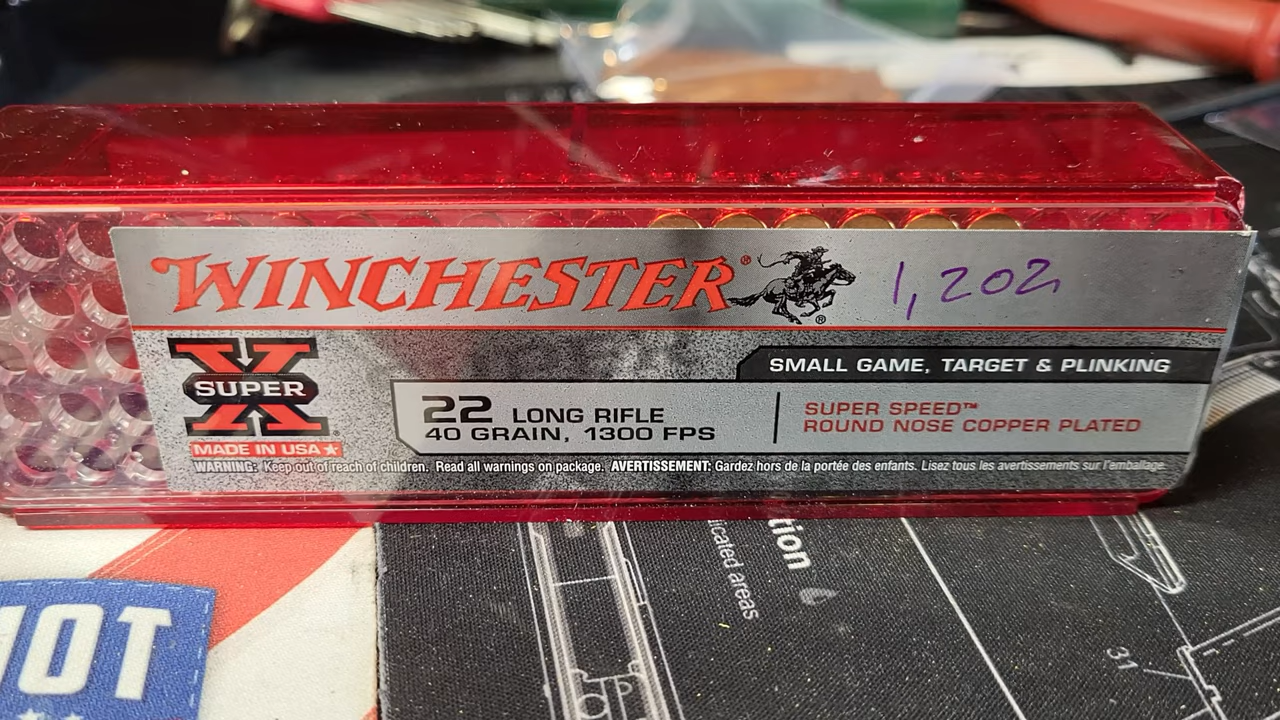 WINCHESTER®
®
1,202
X
SUPER
MADE IN USA
SMALL GAME, TARGET & PLINKING
22 LONG RIFLE
40 GRAIN, 1300 FPS
SUPER SPEED™
ROUND NOSE COPPER PLATED
WARNING: Keep out of reach of children. Read all warnings on package. AVERTISSEMENT: Gardez hors de la portée des enfants. Lisez tous les avertissements sur l'emballage.
IOT
tion
icated areas
31